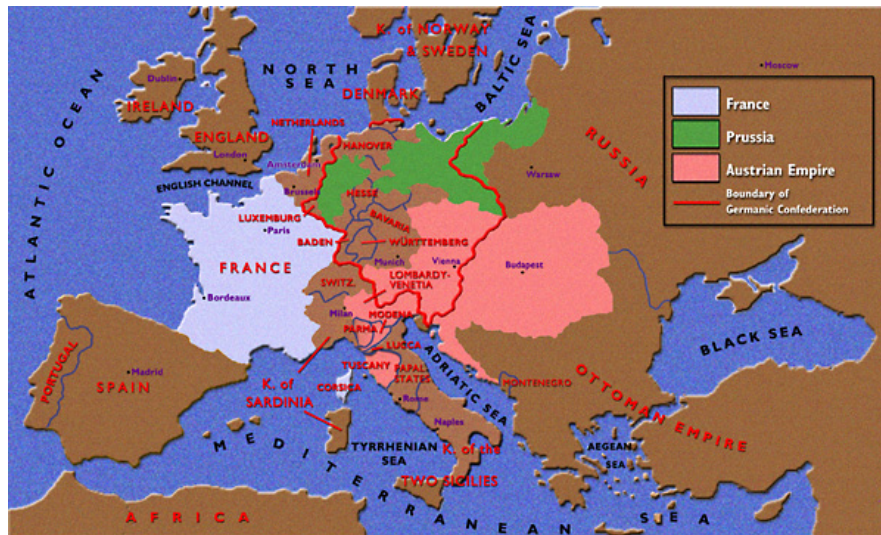 ATLANTIC OCEAN
NORTH
SEA
BALTIC SEA
K. of NORWAY
& SWEDEN
Moscow
Dublin
IRELAND
DENMARK
ENGLAND
London
NETHERLANDS
HANOVER
Amsterdam
ENGLISH CHANNEL
Brussels
HESSE
Warsaw
RUSSIA
LUXEMBURG
Paris
BAVARIA
BADEN
WÜRTTEMBERG
Munich
Vienna
Budapest
FRANCE
Bordeaux
SWITZ.
LOMBARDY-
VENETIA
Milan
MODENA
PARMA
LUCCA
TUSCANY
PAPAL
STATES
ADRIATIC SEA
MONTENEGRO
BLACK SEA
PORTUGAL
Madrid
SPAIN
K. of
SARDINIA
CORSICA
Rome
Naples
OTTOMAN EMPIRE
TYRRHENIAN
SEA
K. of the
TWO SICILIES
AEGEAN
SEA
MEDITERRANEAN SEA
AFRICA
France
Prussia
Austrian Empire
Boundary of
Germanic Confederation